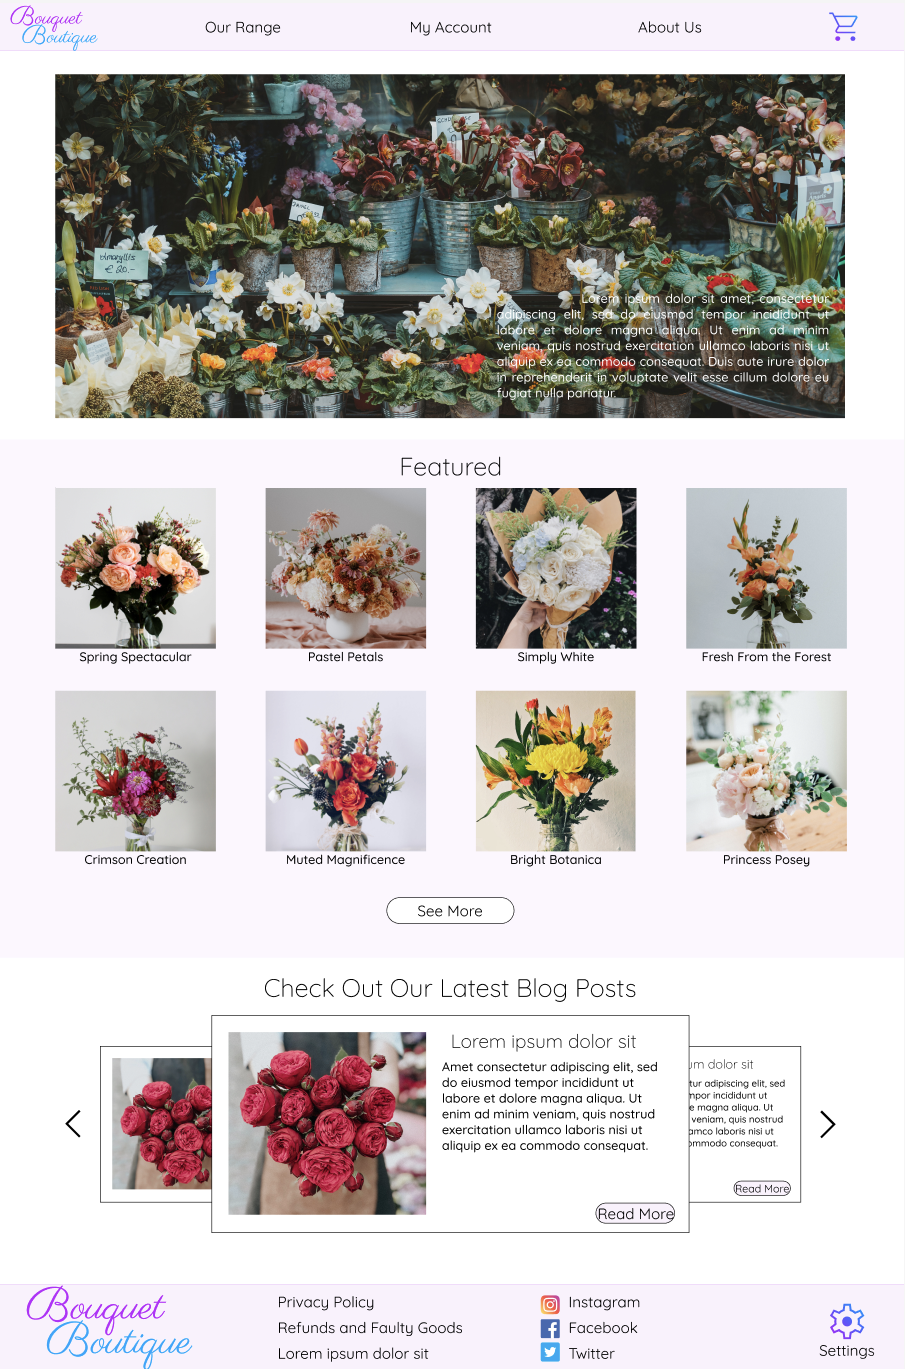 Bouquet
Boutique
Our Range
My Account
About Us
Amaryllis
€ 20.-
Lorem ipsum dolor sit amet, consectetur
adipiscing elit, sed do eiusmod tempor incididunt ut
labore et dolore magna aliqua. Ut enim ad minim
veniam, quis nostrud exercitation ullamco laboris nisi ut
aliquip ex ea commodo consequat. Duis aute irure dolor
in reprehenderit in voluptate velit esse cillum dolore eu
fugiat nulla pariatur.
Featured
Spring Spectacular
Pastel Petals
Simply White
Fresh From the Forest
Crimson Creation
Muted Magnificence
Bright Botanica
Princess Posey
See More
Check Out Our Latest Blog Posts
Lorem ipsum dolor sit
Amet consectetur adipiscing elit, sed
do eiusmod tempor incididunt ut
labore et dolore magna aliqua. Ut
enim ad minim veniam, quis nostrud
exercitation ullamco laboris nisi ut
aliquip ex ea commodo consequat.
Read More
um dolor sit
tur adipiscing elit, sed
mpor incididunt ut
e magna aliqua. Ut
veniam, quis nostrud
amco laboris nisi ut
ommodo consequat.
Read More
Bouquet
Boutique
Privacy Policy
Refunds and Faulty Goods
Lorem ipsum dolor sit
Instagram
Facebook
Twitter
Settings